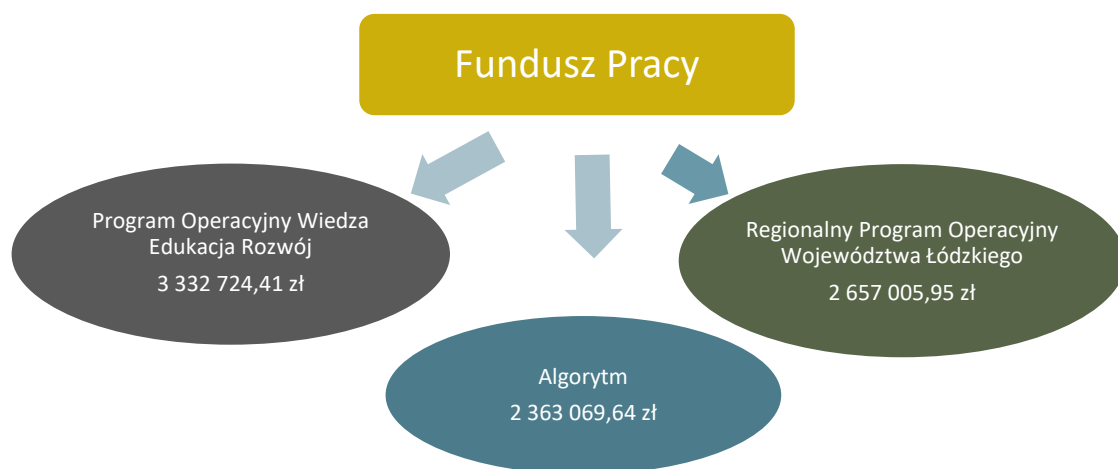 Fundusz Pracy
Program Operacyjny Wiedza
Edukacja Rozwój
3 332 724,41 zł
Regionalny Program Operacyjny
Województwa Łódzkiego
2 657 005,95 zł
Algorytm
2 363 069,64 zł